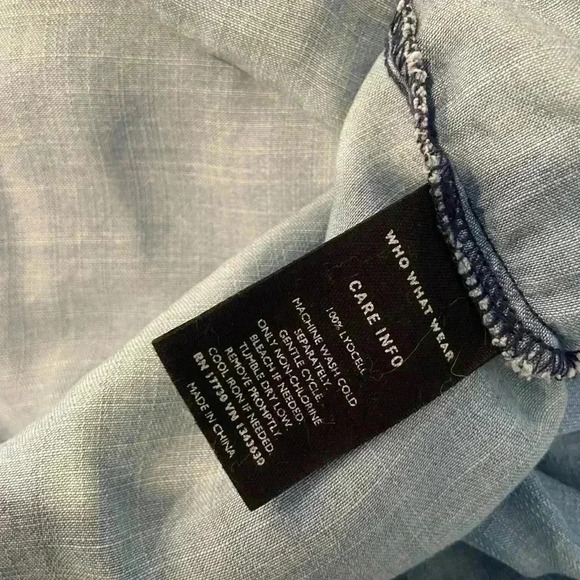 WHO WHAT WEAR
CARE INFO
100% LYOCELL
MACHINE WASH COLD
SEPARATELY.
GENTLE CYCLE.
ONLY NON-CHLORINE
BLEACH IF NEEDED.
TUMBLE DRY LOW.
REMOVE PROMPTLY.
COOL IRON IF NEEDED.
RN 17730 VN 1343630
MADE IN CHINA